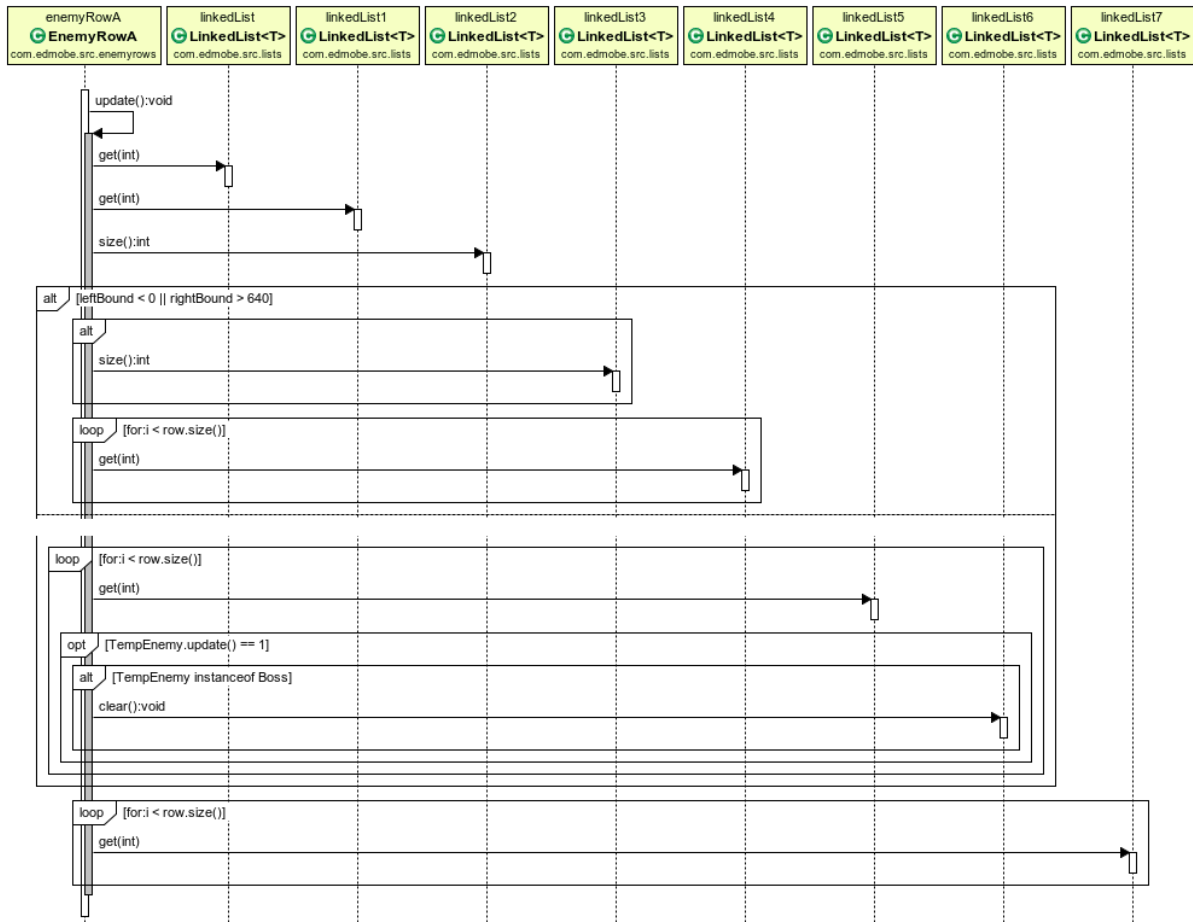 enemyRowA
C EnemyRowA
com.edmobe.src.enemyrows
linkedList
C LinkedList<T>
com.edmobe.src.lists
linkedList1
C LinkedList<T>
com.edmobe.src.lists
linkedList2
C LinkedList<T>
com.edmobe.src.lists
linkedList3
C LinkedList<T>
com.edmobe.src.lists
linkedList4
C LinkedList<T>
com.edmobe.src.lists
linkedList5
C LinkedList<T>
com.edmobe.src.lists
linkedList6
C LinkedList<T>
com.edmobe.src.lists
linkedList7
C LinkedList<T>
com.edmobe.src.lists
update():void
get(int)
get(int)
size():int
alt [leftBound < 0 || rightBound > 640]
alt
size():int
loop [for:i < row.size()]
get(int)
loop [for:i < row.size()]
get(int)
opt [TempEnemy.update() == 1]
alt [TempEnemy instanceof Boss]
clear():void
loop [for:i < row.size()]
get(int)